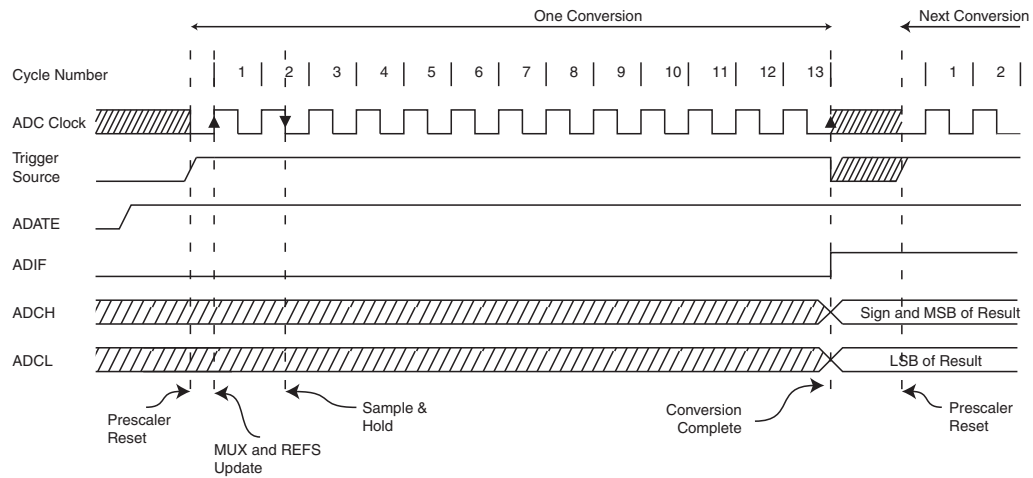 One Conversion
Next Conversion
Cycle Number
1 2 3 4 5 6 7 8 9 10 11 12 13 1 2
ADC Clock
Trigger
Source
ADATE
ADIF
ADCH
Sign and MSB of Result
ADCL
LSB of Result
Prescaler
Reset
MUX and REFS
Update
Sample &
Hold
Conversion
Complete
Prescaler
Reset